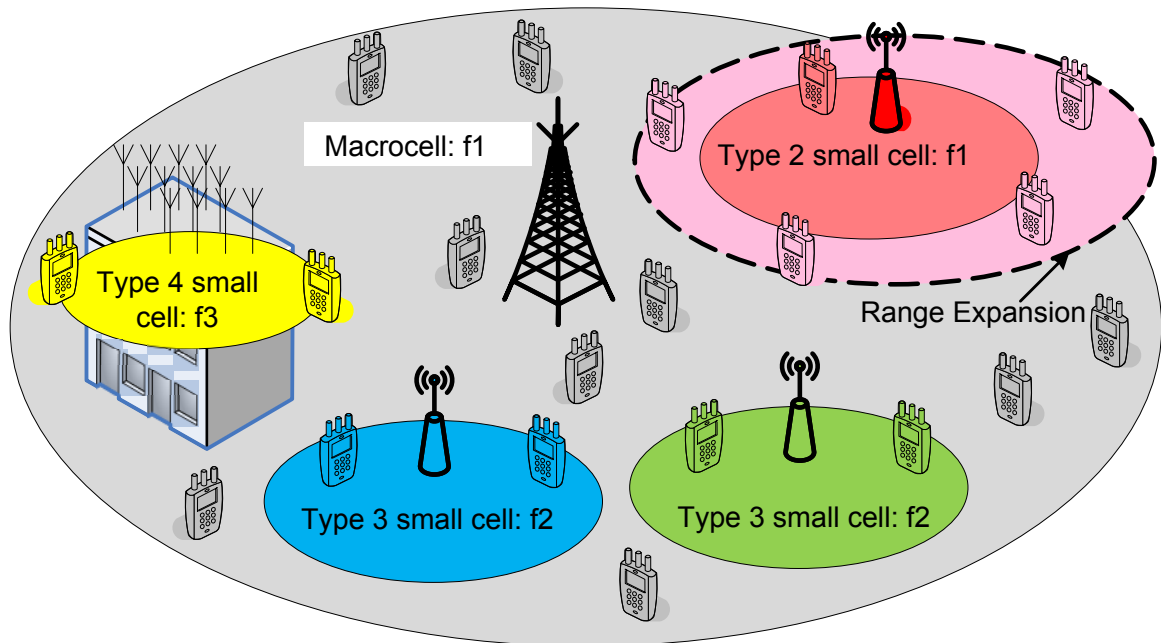 Macrocell: f1
Type 2 small cell: f1
Range Expansion
Type 4 small
cell: f3
Type 3 small cell: f2
Type 3 small cell: f2